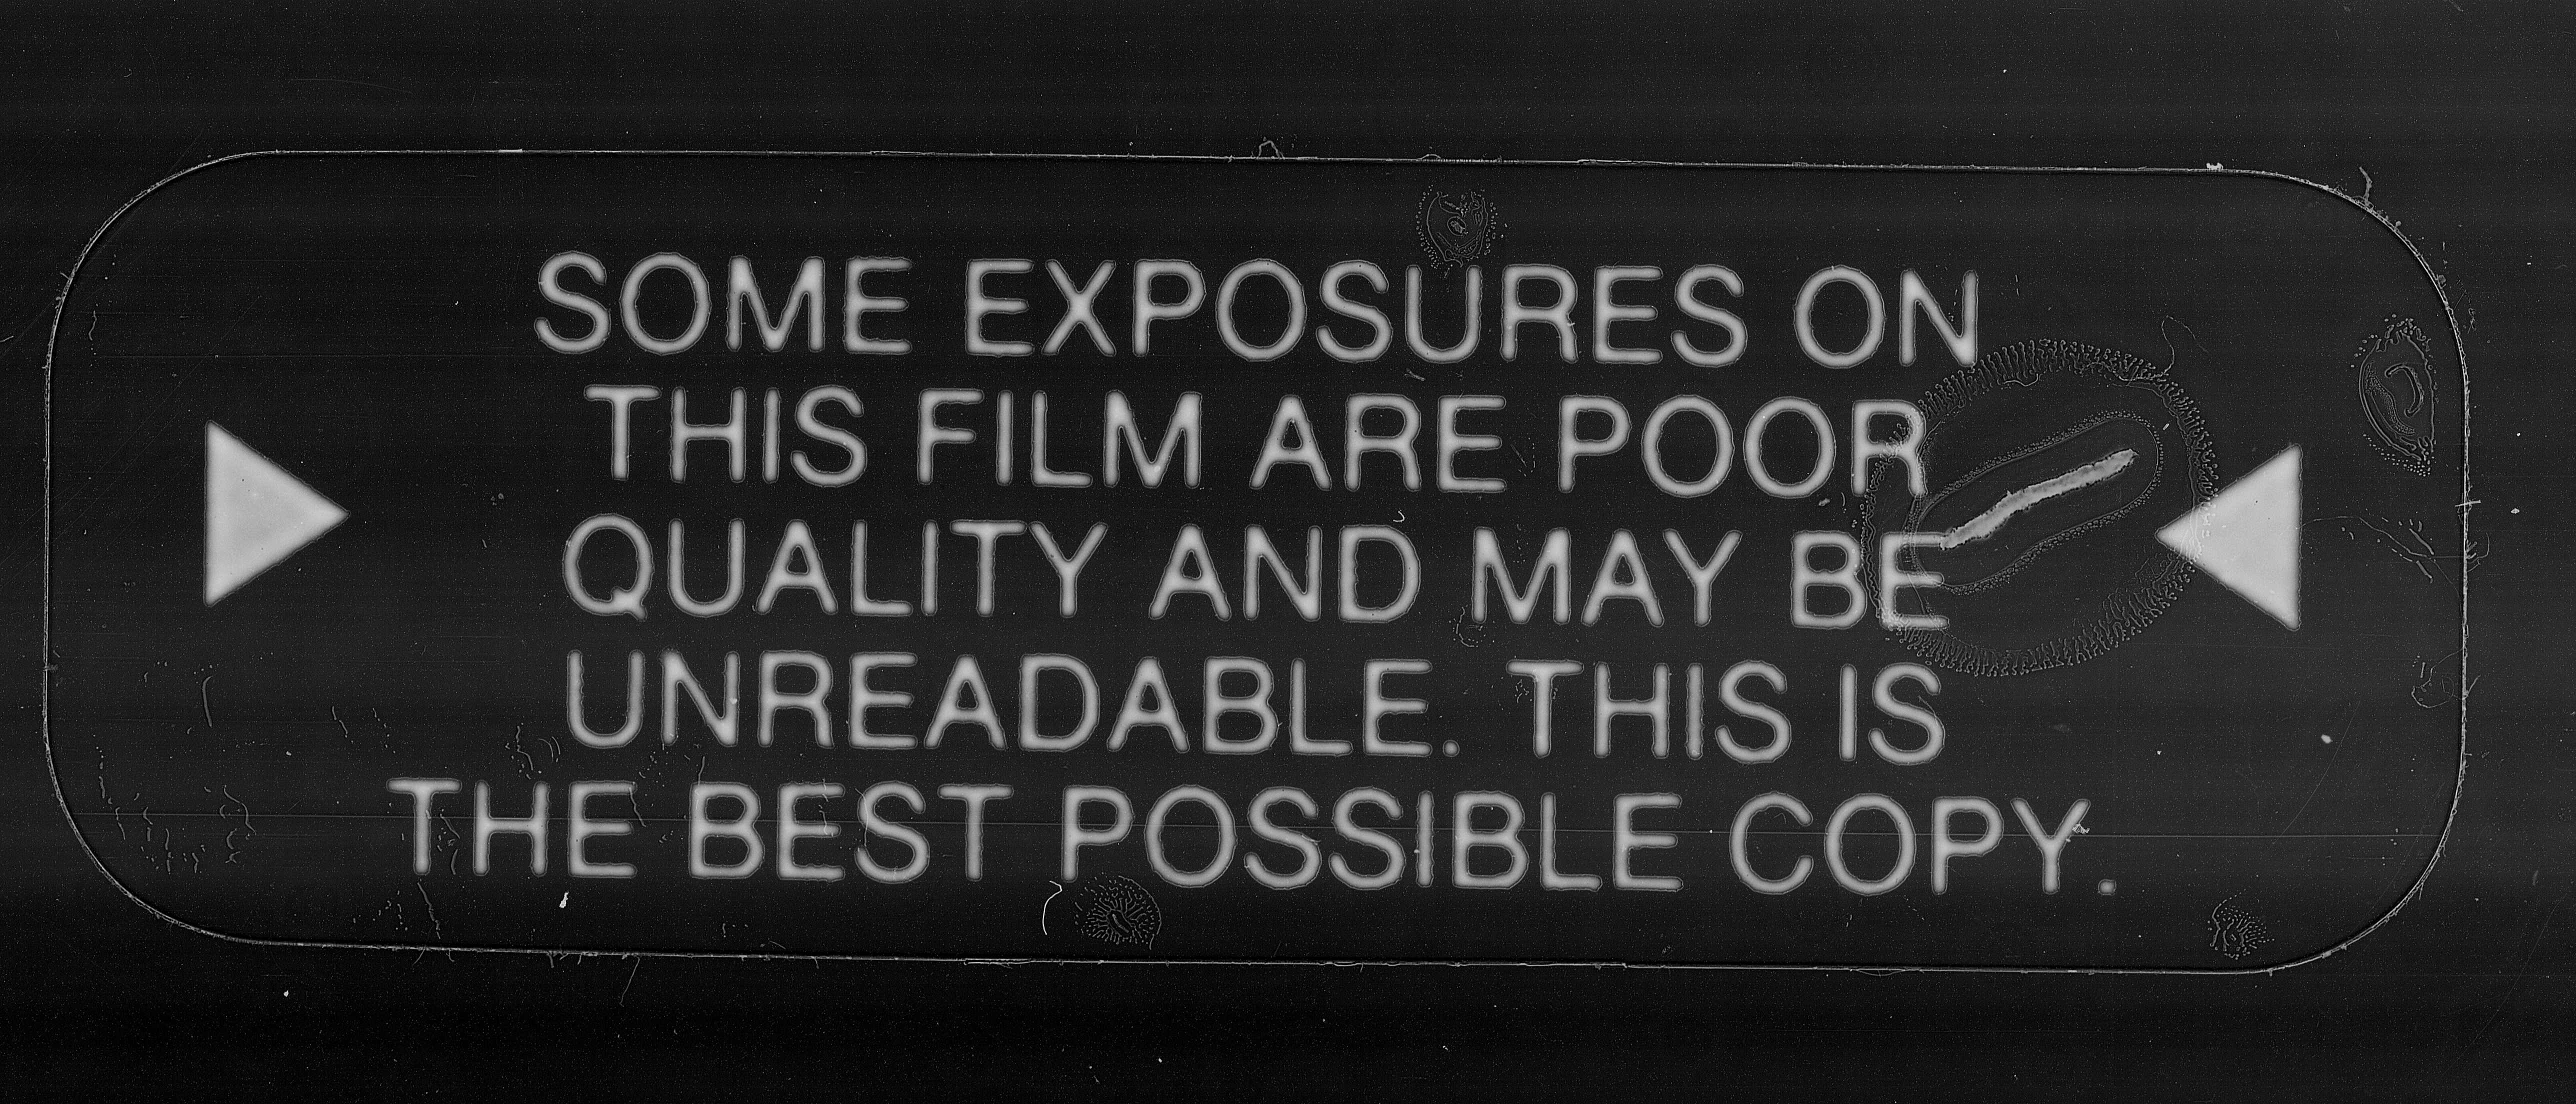 SOME EXPOSURES ON
THIS FILM ARE POOR
QUALITY AND MAY BE
UNREADABLE. THIS IS
THE BEST POSSIBLE COPY.